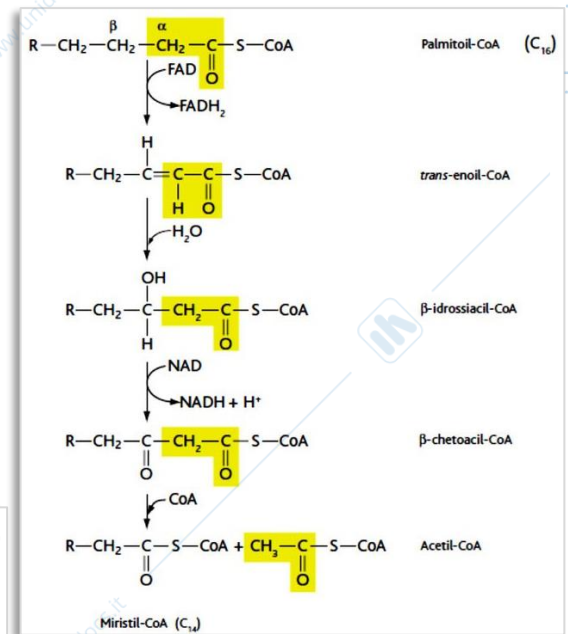 β α
R—CH₂—CH₂—CH₂—C—S—CoA Palmitoil-CoA (C₁₆)
O
FAD
FADH₂
H
R—CH₂—C=C—C—S—CoA trans-enoil-CoA
H O
H₂O
OH
R—CH₂—C—CH₂—C—S—CoA β-idrossiacil-CoA
H O
NAD
NADH + H⁺
R—CH₂—C—CH₂—C—S—CoA β-chetoacil-CoA
O O
CoA
R—CH₂—C—S—CoA + CH₃—C—S—CoA Acetil-CoA
O O
Miristil-CoA (C₁₄)